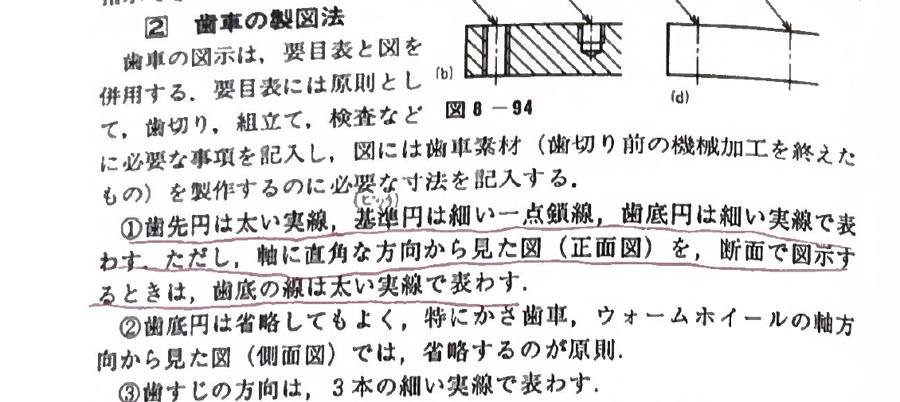 ② 歯車の製図法
歯車の図示は，要目表と図を
併用する．要目表には原則とし
て，歯切り，組立て，検査など
に必要な事項を記入し，図には歯車素材（歯切り前の機械加工を終えた
もの）を製作するのに必要な寸法を記入する．
(b)
(d)
図8－94
(ピッチ)
①歯先円は太い実線，基準円は細い一点鎖線，歯底円は細い実線で表
わす．ただし，軸に直角な方向から見た図（正面図）を，断面で図示す
るときは，歯底の線は太い実線で表わす．
②歯底円は省略してもよく，特にかさ歯車，ウォームホイールの軸方
向から見た図（側面図）では，省略するのが原則．
③歯すじの方向は，3本の細い実線で表わす．